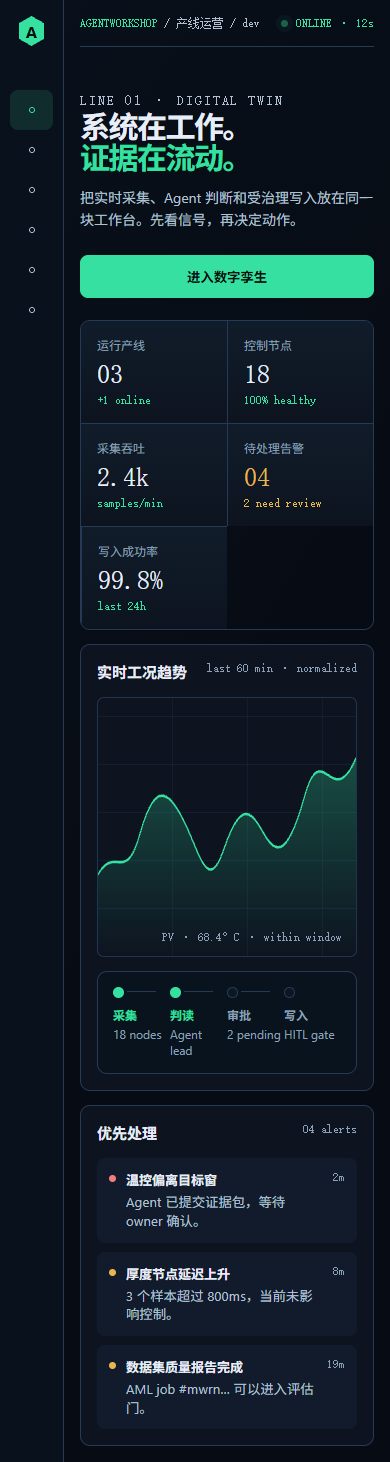 A
AGENTWORKSHOP / 产线运营 / dev
ONLINE · 12s
LINE 01 · DIGITAL TWIN
系统在工作。
证据在流动。
把实时采集、Agent 判断和受治理写入放在同一
块工作台。先看信号，再决定动作。
进入数字孪生
运行产线
03
+1 online
控制节点
18
100% healthy
采集吞吐
2.4k
samples/min
待处理告警
04
2 need review
写入成功率
99.8%
last 24h
实时工况趋势
last 60 min · normalized
PV · 68.4° C · within window
采集
18 nodes
判读
Agent
lead
审批
2 pending
写入
HITL gate
优先处理
04 alerts
温控偏离目标窗
2m
Agent 已提交证据包，等待
owner 确认。
厚度节点延迟上升
8m
3 个样本超过 800ms，当前未影
响控制。
数据集质量报告完成
19m
AML job #mwrn… 可以进入评估
门。